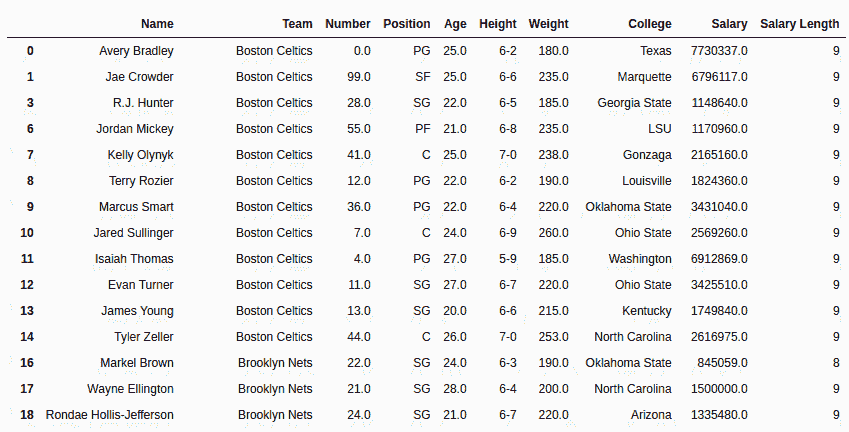 Name Team Number Position Age Height Weight College Salary Salary Length
0 Avery Bradley Boston Celtics 0.0 PG 25.0 6-2 180.0 Texas 7730337.0 9
1 Jae Crowder Boston Celtics 99.0 SF 25.0 6-6 235.0 Marquette 6796117.0 9
3 R.J. Hunter Boston Celtics 28.0 SG 22.0 6-5 185.0 Georgia State 1148640.0 9
6 Jordan Mickey Boston Celtics 55.0 PF 21.0 6-8 235.0 LSU 1170960.0 9
7 Kelly Olynyk Boston Celtics 41.0 C 25.0 7-0 238.0 Gonzaga 2165160.0 9
8 Terry Rozier Boston Celtics 12.0 PG 22.0 6-2 190.0 Louisville 1824360.0 9
9 Marcus Smart Boston Celtics 36.0 PG 22.0 6-4 220.0 Oklahoma State 3431040.0 9
10 Jared Sullinger Boston Celtics 7.0 C 24.0 6-9 260.0 Ohio State 2569260.0 9
11 Isaiah Thomas Boston Celtics 4.0 PG 27.0 5-9 185.0 Washington 6912869.0 9
12 Evan Turner Boston Celtics 11.0 SG 27.0 6-7 220.0 Ohio State 3425510.0 9
13 James Young Boston Celtics 13.0 SG 20.0 6-6 215.0 Kentucky 1749840.0 9
14 Tyler Zeller Boston Celtics 44.0 C 26.0 7-0 253.0 North Carolina 2616975.0 9
16 Markel Brown Brooklyn Nets 22.0 SG 24.0 6-3 190.0 Oklahoma State 845059.0 8
17 Wayne Ellington Brooklyn Nets 21.0 SG 28.0 6-4 200.0 North Carolina 1500000.0 9
18 Rondae Hollis-Jefferson Brooklyn Nets 24.0 SG 21.0 6-7 220.0 Arizona 1335480.0 9